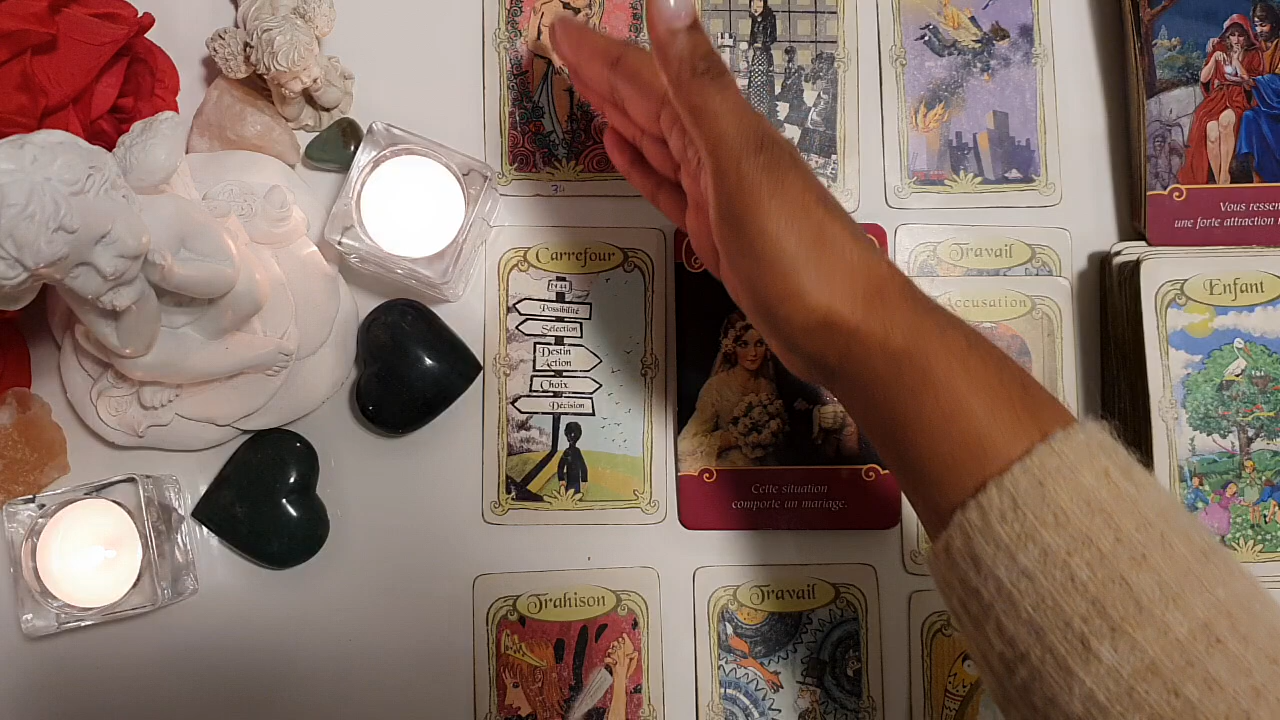 34
Carrefour
Possibilité
Sélection
Destin
Action
Choix
Décision
Cette situation
comporte un mariage.
Travail
Accusation
Vous ressen
une forte attraction
Enfant
Trahison
Travail